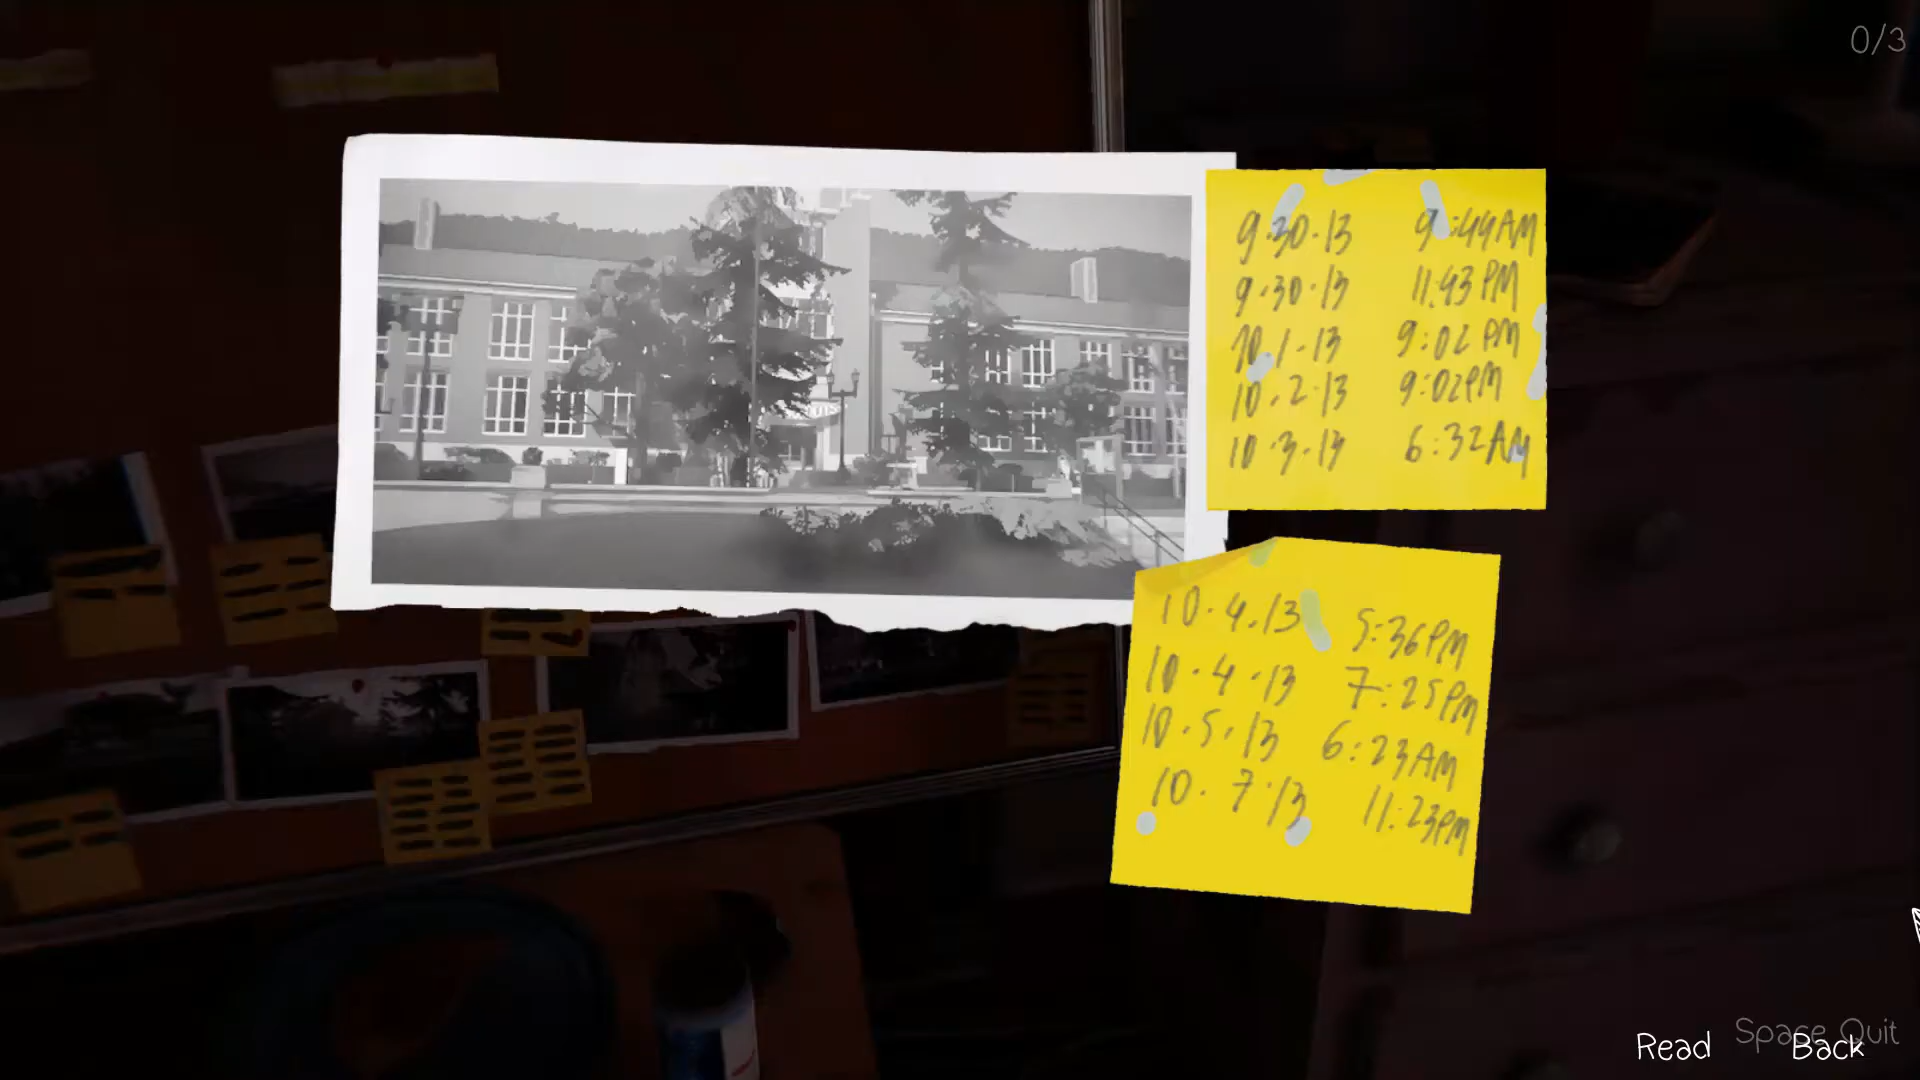 0/3
9.30.13 9:44AM
9.30.13 11:43PM
10.1.13 9:02PM
10.2.13 9:02PM
10.3.13 6:32AM
10.4.13 5:36PM
10.4.13 7:25PM
10.5.13 6:23AM
10.7.13 11:23PM
Space Quit
Read Back